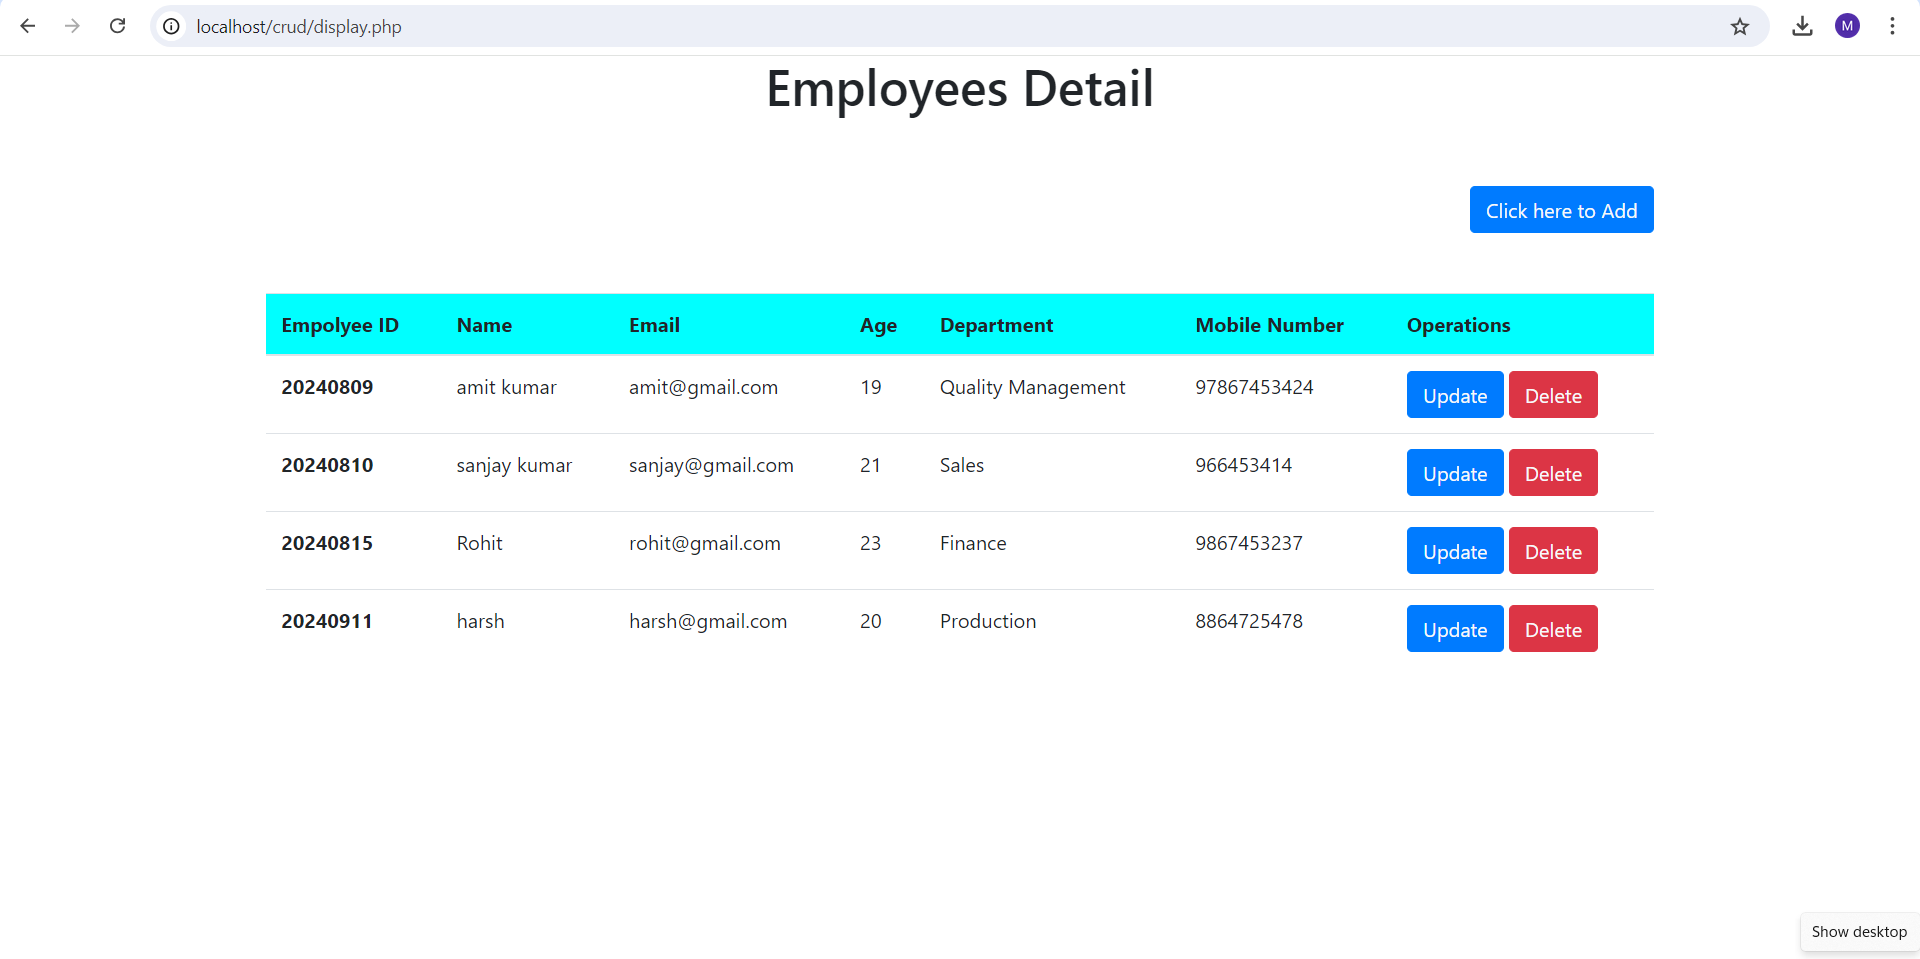 localhost/crud/display.php
M
Employees Detail
Click here to Add
Empolyee ID Name Email Age Department Mobile Number Operations
20240809 amit kumar amit@gmail.com 19 Quality Management 97867453424 Update Delete
20240810 sanjay kumar sanjay@gmail.com 21 Sales 966453414 Update Delete
20240815 Rohit rohit@gmail.com 23 Finance 9867453237 Update Delete
20240911 harsh harsh@gmail.com 20 Production 8864725478 Update Delete
Show desktop